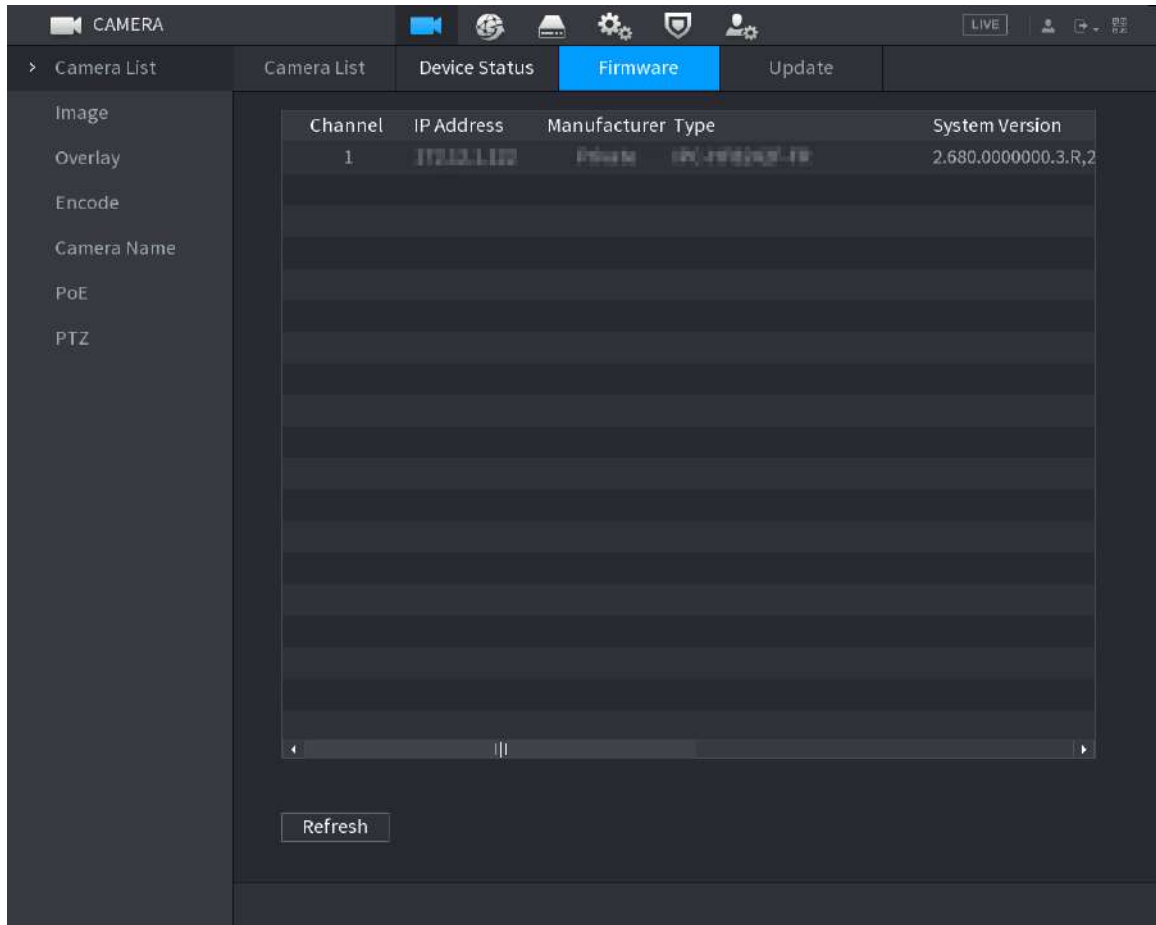 CAMERA
LIVE
Camera List
Camera List Device Status Firmware Update
Image
Overlay
Encode
Camera Name
PoE
PTZ
Channel IP Address Manufacturer Type System Version
1 2.680.0000000.3.R,2
Refresh